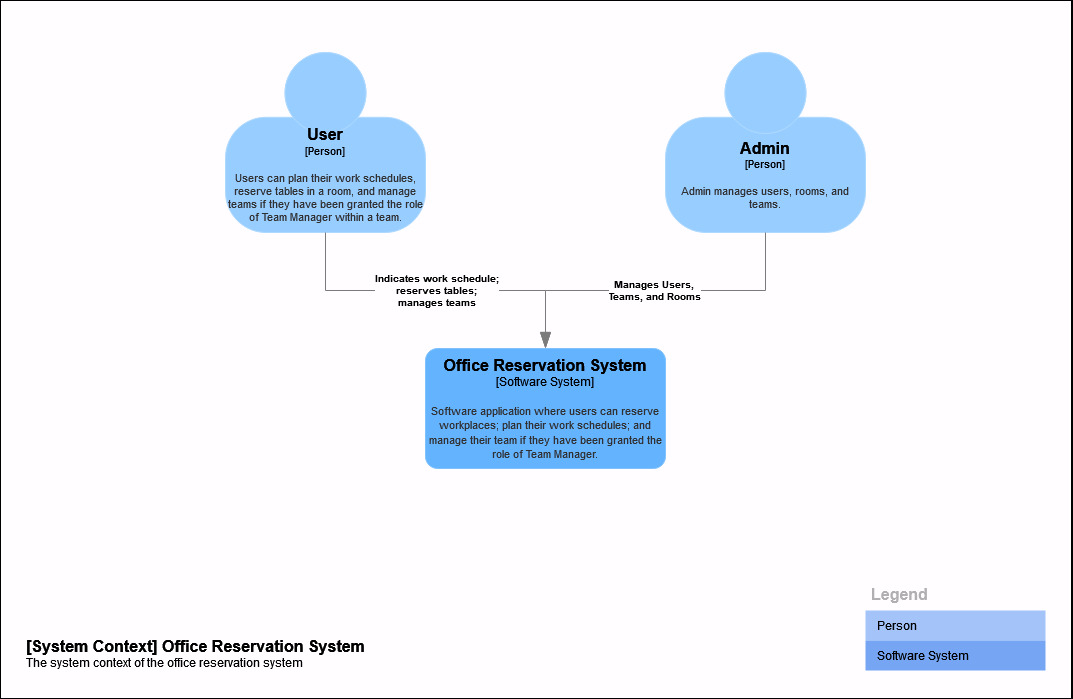 User
[Person]
Users can plan their work schedules,
reserve tables in a room, and manage
teams if they have been granted the role
of Team Manager within a team.
Admin
[Person]
Admin manages users, rooms, and
teams.
Indicates work schedule;
reserves tables;
manages teams
Manages Users,
Teams, and Rooms
Office Reservation System
[Software System]
Software application where users can reserve
workplaces; plan their work schedules; and
manage their team if they have been granted the
role of Team Manager.
Legend
Person
Software System
[System Context] Office Reservation System
The system context of the office reservation system